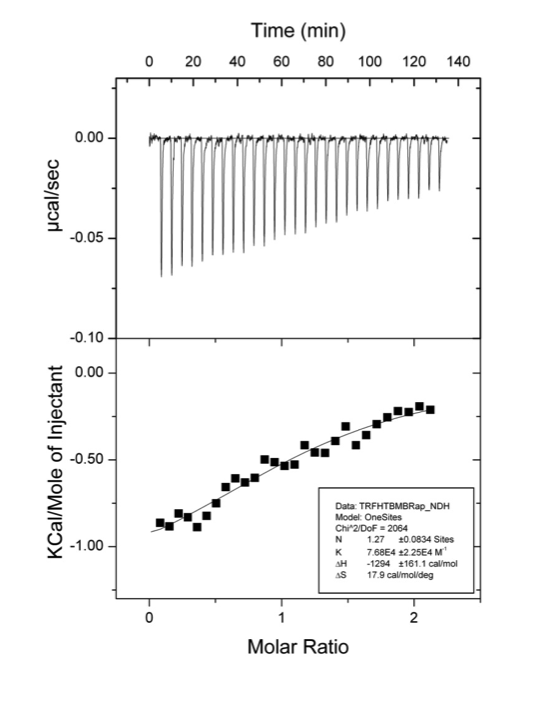 Time (min)
0 20 40 60 80 100 120 140
0.00
-0.05
-0.10
µcal/sec
0.00
-0.50
-1.00
KCal/Mole of Injectant
Data: TRFHTBMBRap_NDH
Model: OneSites
Chi^2/DoF = 2064
N 1.27 ±0.0834 Sites
K 7.68E4 ±2.25E4 M⁻¹
ΔH -1294 ±161.1 cal/mol
ΔS 17.9 cal/mol/deg
0 1 2
Molar Ratio